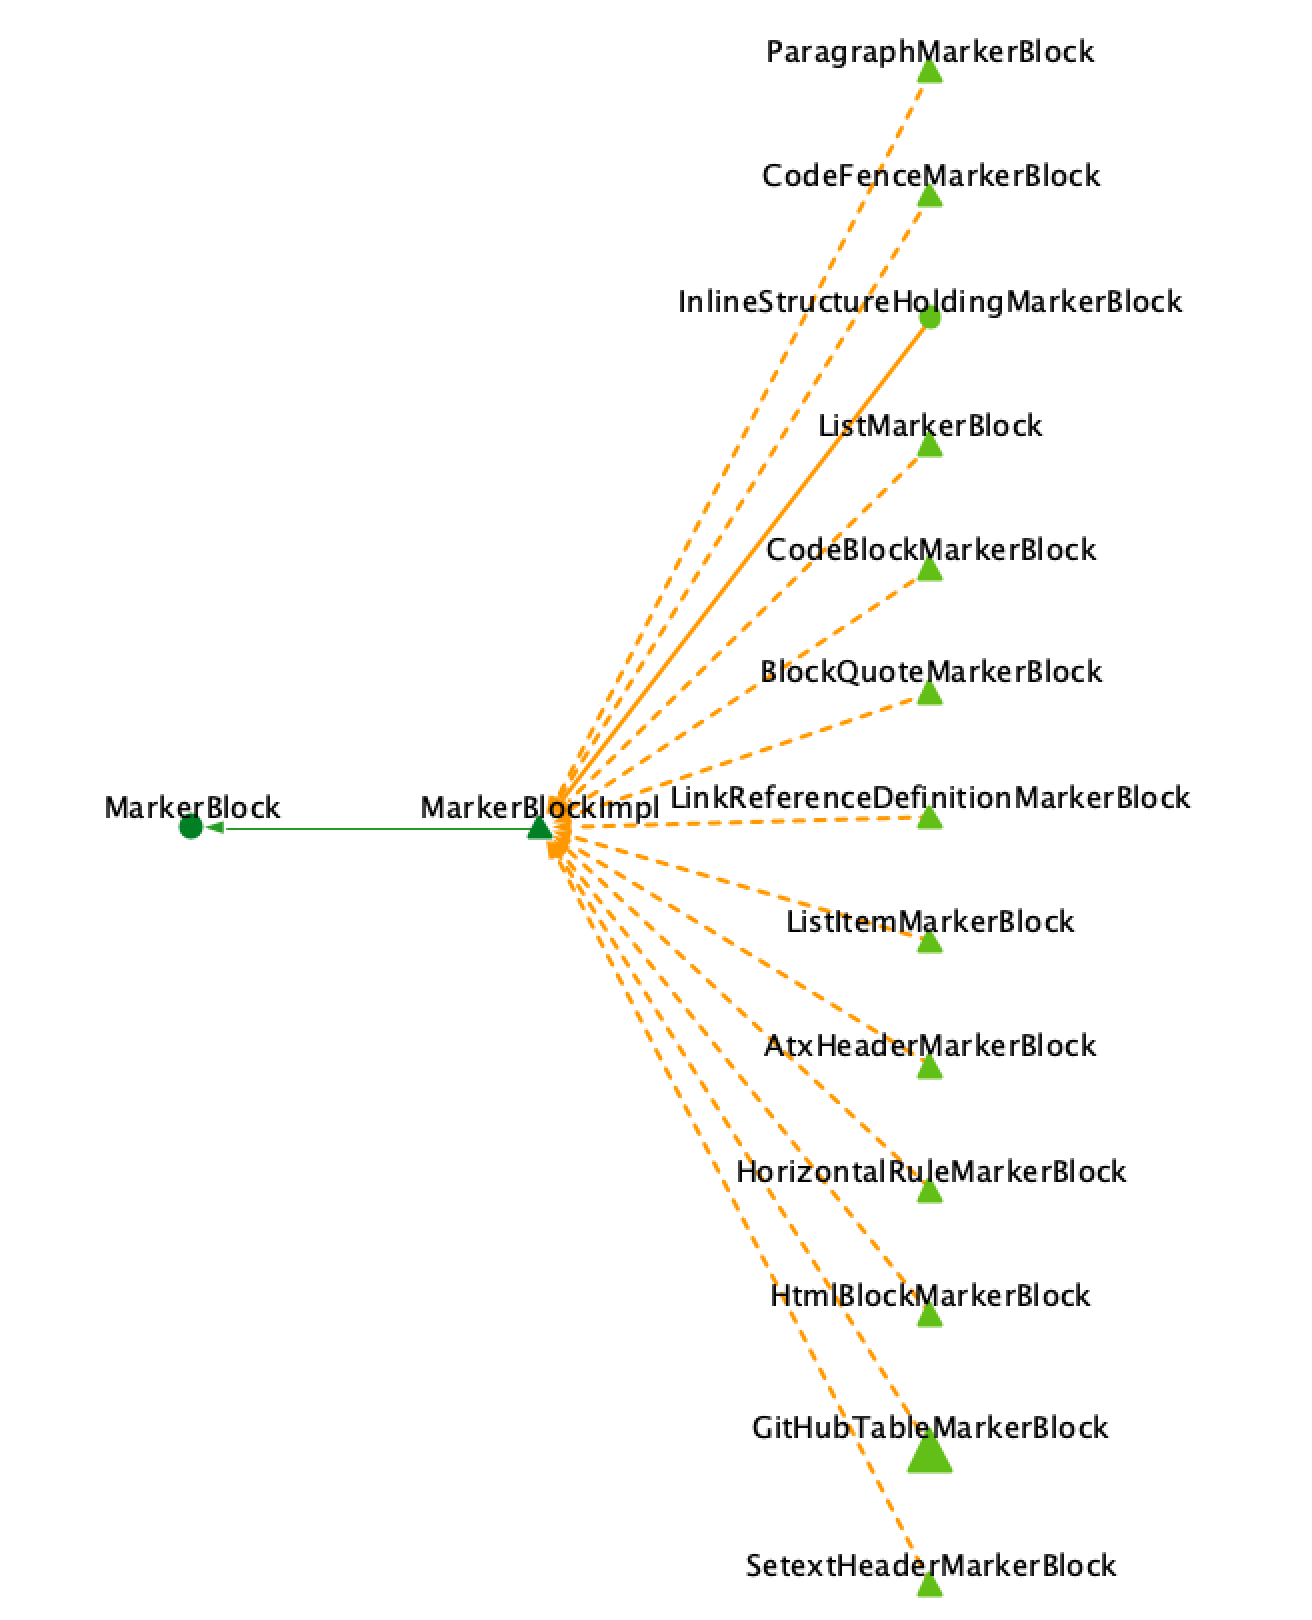 ParagraphMarkerBlock
CodeFenceMarkerBlock
InlineStructureHoldingMarkerBlock
ListMarkerBlock
CodeBlockMarkerBlock
BlockQuoteMarkerBlock
MarkerBlock
MarkerBlockImpl
LinkReferenceDefinitionMarkerBlock
ListItemMarkerBlock
AtxHeaderMarkerBlock
HorizontalRuleMarkerBlock
HtmlBlockMarkerBlock
GitHubTableMarkerBlock
SetextHeaderMarkerBlock